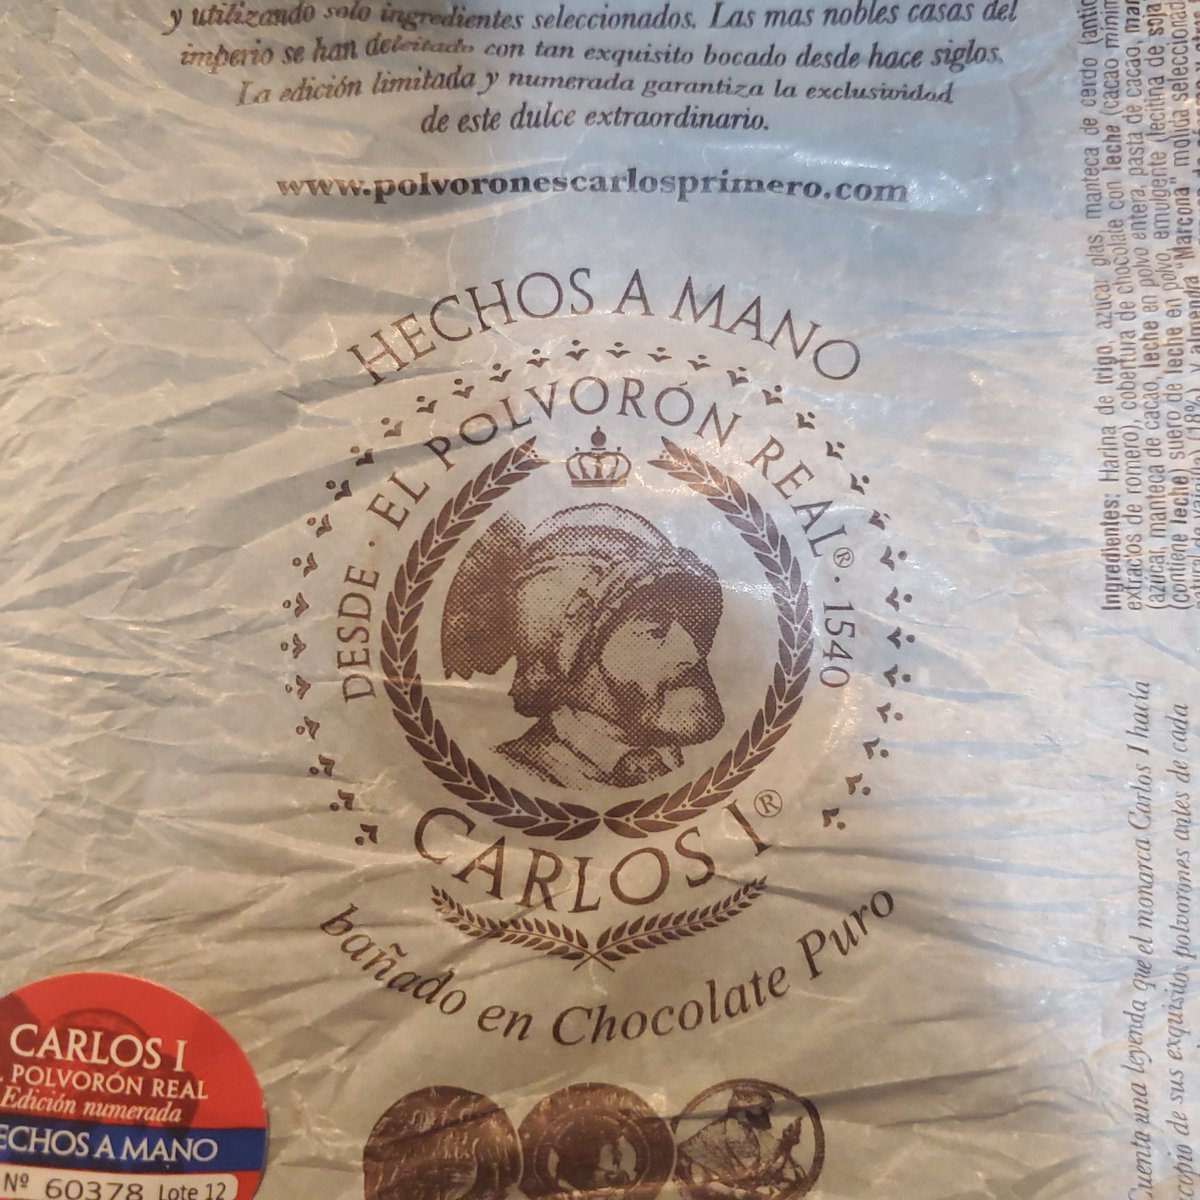 y utilizando solo ingredientes seleccionados. Las mas nobles casas del
imperio se han deleitado con tan exquisito bocado desde hace siglos.
La edición limitada y numerada garantiza la exclusividad
de este dulce extraordinario.
www.polvoronescarlosprimero.com
HECHOS A MANO
DESDE · EL POLVORÓN REAL® · 1540
CARLOS I®
bañado en Chocolate Puro
CARLOS I
POLVORÓN REAL
Edición numerada
ECHOS A MANO
Nº 60378 Lote 12
Ingredientes: Harina de trigo, azúcar glas, manteca de cerdo
extractos de romero), cobertura de chocolate con leche (cacao
(azúcar, manteca de cacao, leche en polvo entera, pasta de cacao,
(contiene leche) suero de leche en polvo, emulgente (lecitina de soja
"Marcona" molida
Cuenta una leyenda que el monarca Carlos I hacía
copio de sus exquisitos polvorones antes de cada